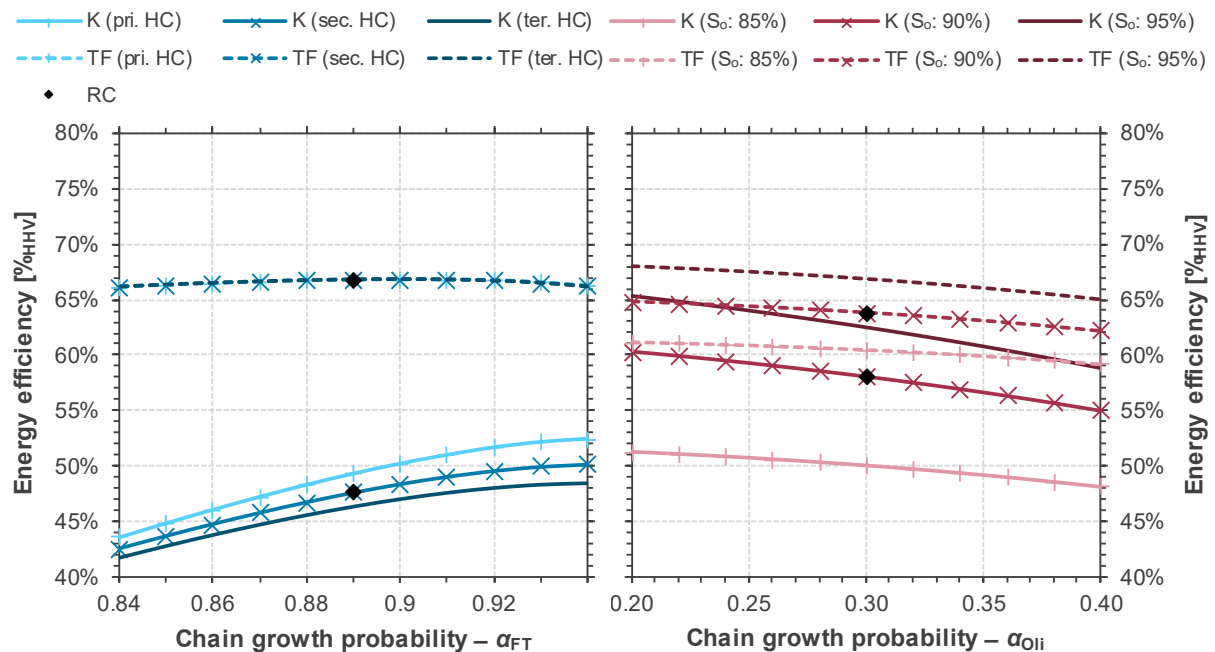 K (pri. HC) K (sec. HC) K (ter. HC) K (Sₒ: 85%) K (Sₒ: 90%) K (Sₒ: 95%)
TF (pri. HC) TF (sec. HC) TF (ter. HC) TF (Sₒ: 85%) TF (Sₒ: 90%) TF (Sₒ: 95%)
RC
80% 80%
75% 75%
70% 70%
65% 65%
60% 60%
55% 55%
50% 50%
45% 45%
40% 40%
Energy efficiency [%HHV]
Energy efficiency [%HHV]
0.84 0.86 0.88 0.9 0.92 0.20 0.25 0.30 0.35 0.40
Chain growth probability – αFT Chain growth probability – αOli